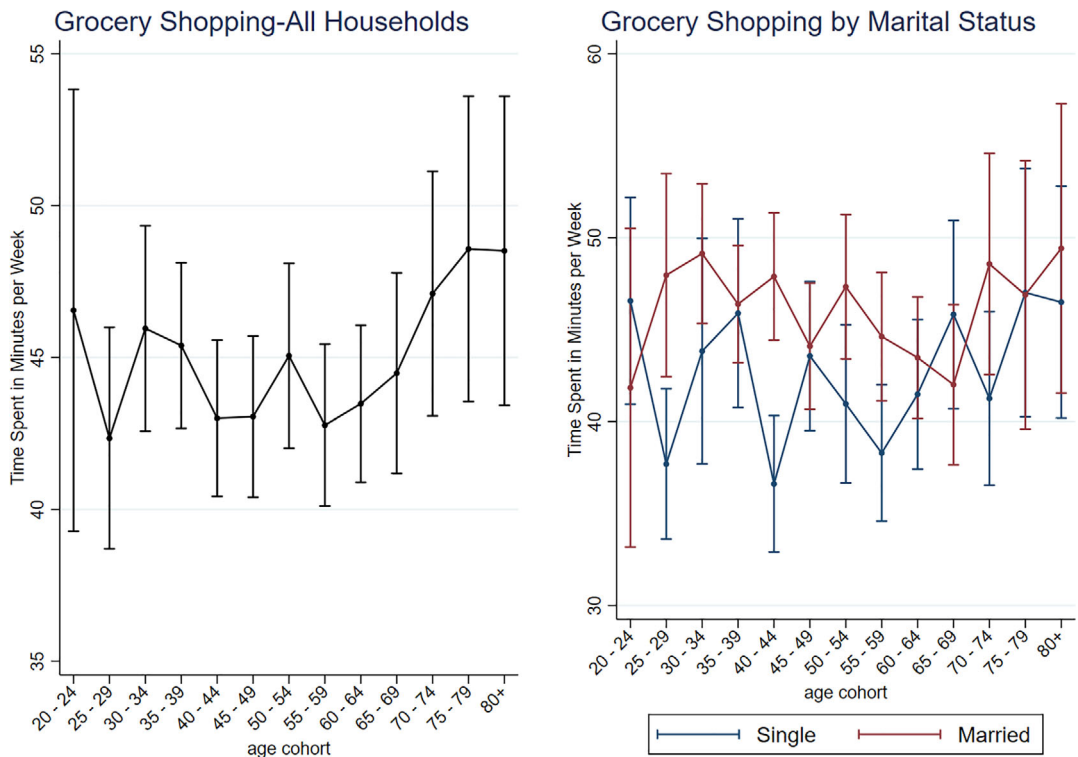 Grocery Shopping-All Households
Time Spent in Minutes per Week
55
50
45
40
35
20 - 24
25 - 29
30 - 34
35 - 39
40 - 44
45 - 49
50 - 54
55 - 59
60 - 64
65 - 69
70 - 74
75 - 79
80+
age cohort
Grocery Shopping by Marital Status
Time Spent in Minutes per Week
60
50
40
30
20 - 24
25 - 29
30 - 34
35 - 39
40 - 44
45 - 49
50 - 54
55 - 59
60 - 64
65 - 69
70 - 74
75 - 79
80+
age cohort
Single
Married